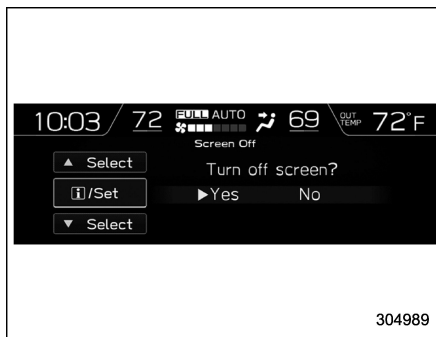 10:03 72 FULL AUTO 69 OUT TEMP 72°F
Screen Off
▲ Select
Turn off screen?
i/Set
▶Yes No
▼ Select
304989